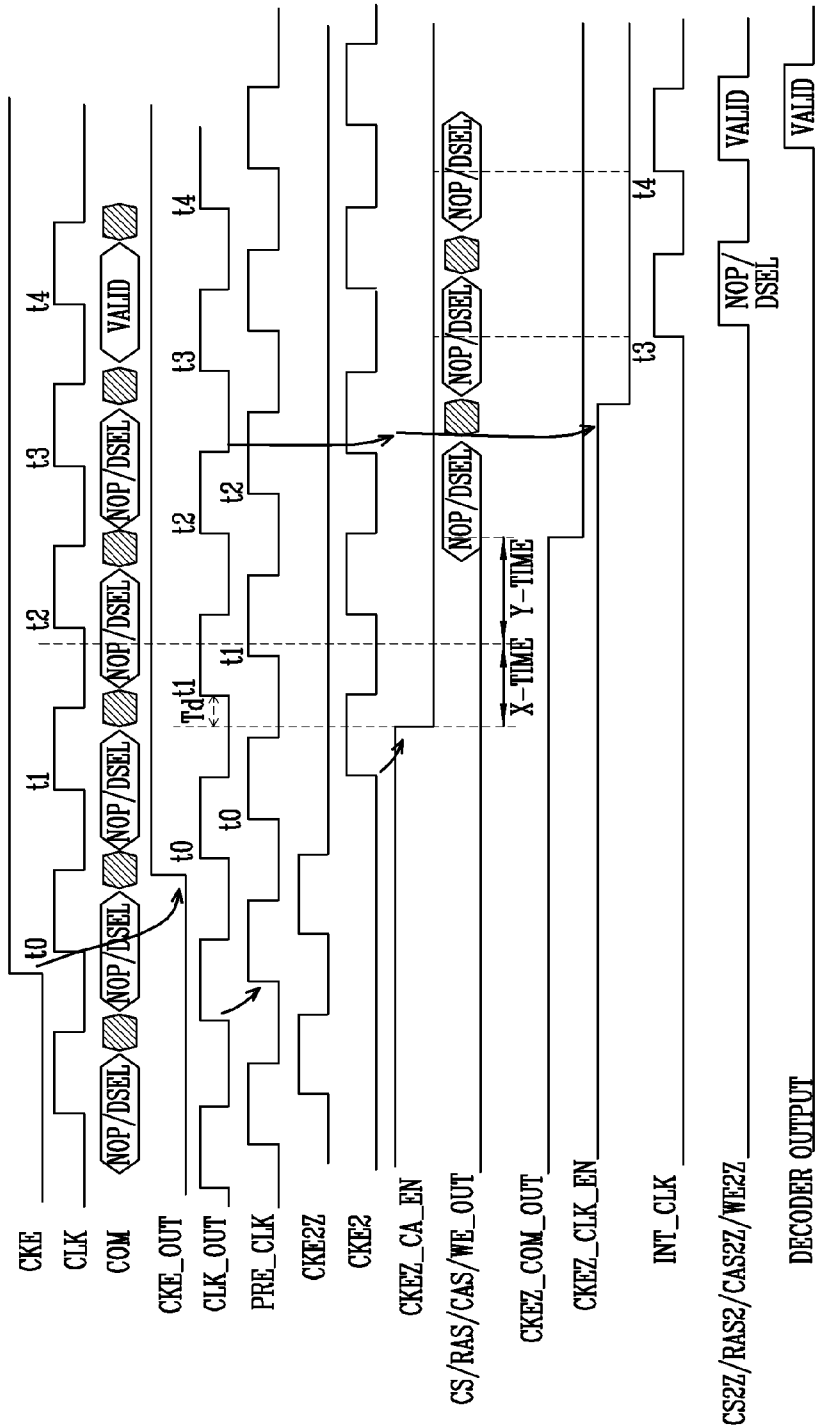 CKE
CLK t0 t1 t2 t3 t4
COM NOP/DSEL NOP/DSEL NOP/DSEL NOP/DSEL NOP/DSEL VALID
CKE_OUT
CLK_OUT t0 Td t1 t2 t3 t4
PRE_CLK t0 t1 t2
CKE2Z
CKE2
CKEZ_CA_EN
CS/RAS/CAS/WE_OUT NOP/DSEL NOP/DSEL NOP/DSEL
X-TIME Y-TIME
CKEZ_COM_OUT
CKEZ_CLK_EN
INT_CLK t3 t4
CS2Z/RAS2/CAS2Z/WE2Z NOP/
DSEL VALID
DECODER OUTPUT VALID